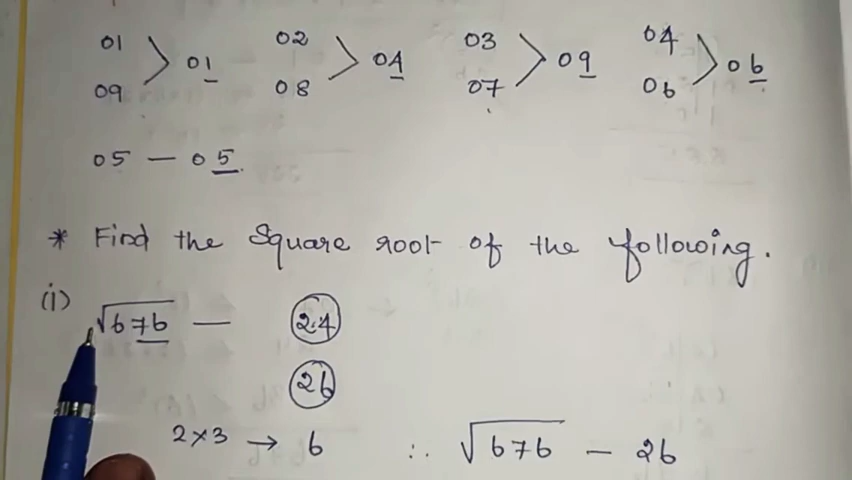 01 02 03 04
> 01 > 04 > 09 > 06
09 08 07 06
05 — 05
* Find the Square root of the following.
(i) √676 — 24
26
2×3 → 6 ∴ √676 — 26